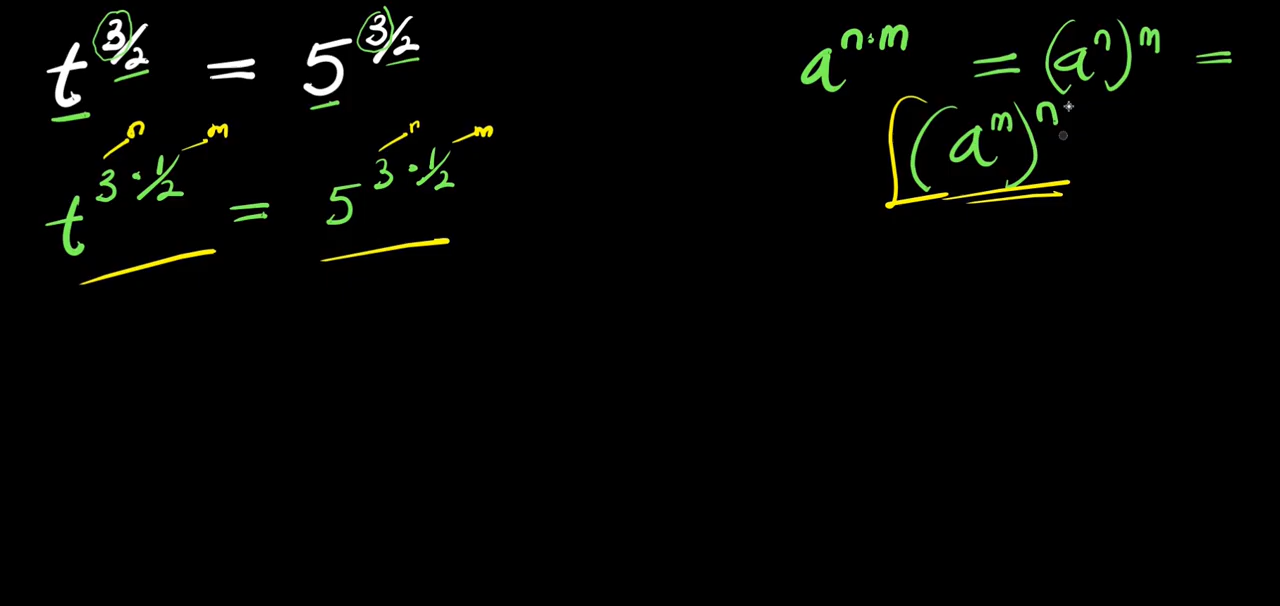 t^{3/2} = 5^{3/2}
a^{n·m} = (a^n)^m =
(a^m)^n
n m n m
t^{3·1/2} = 5^{3·1/2}